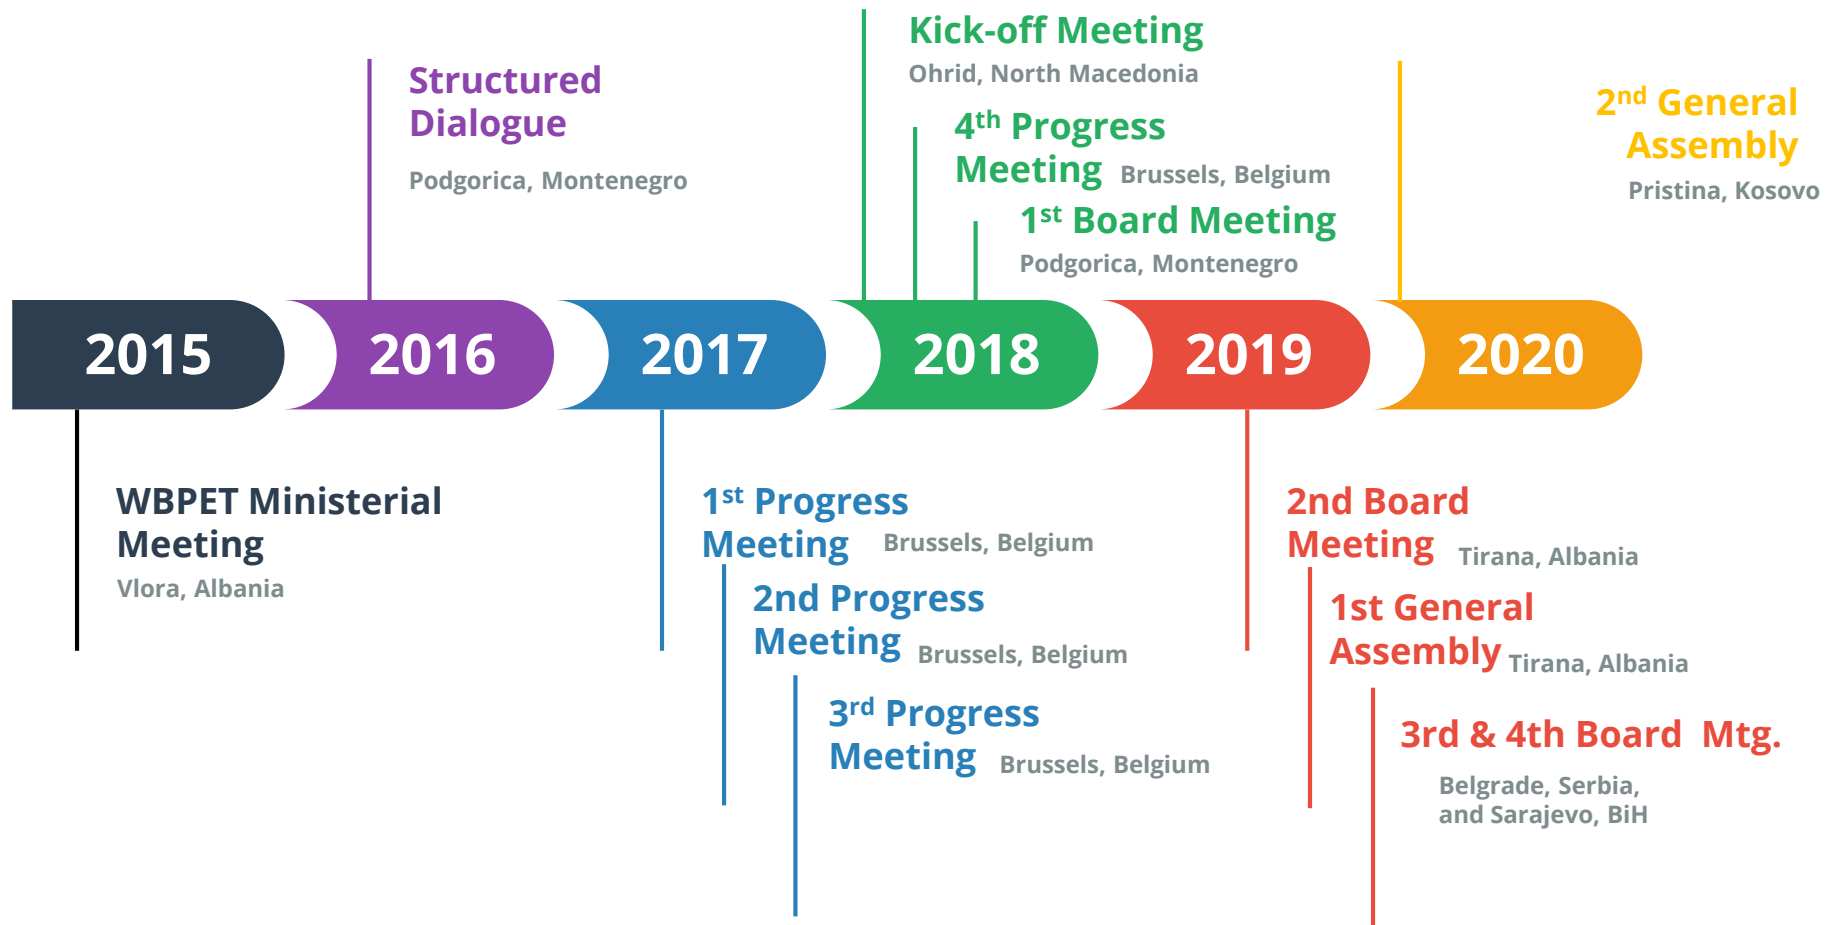 Kick-off Meeting
Ohrid, North Macedonia
Structured
Dialogue
Podgorica, Montenegro
4th Progress
Meeting Brussels, Belgium
1st Board Meeting
Podgorica, Montenegro
2nd General
Assembly
Pristina, Kosovo
2015 2016 2017 2018 2019 2020
WBPET Ministerial
Meeting
Vlora, Albania
1st Progress
Meeting Brussels, Belgium
2nd Progress
Meeting Brussels, Belgium
3rd Progress
Meeting Brussels, Belgium
2nd Board
Meeting Tirana, Albania
1st General
Assembly Tirana, Albania
3rd & 4th Board Mtg.
Belgrade, Serbia,
and Sarajevo, BiH